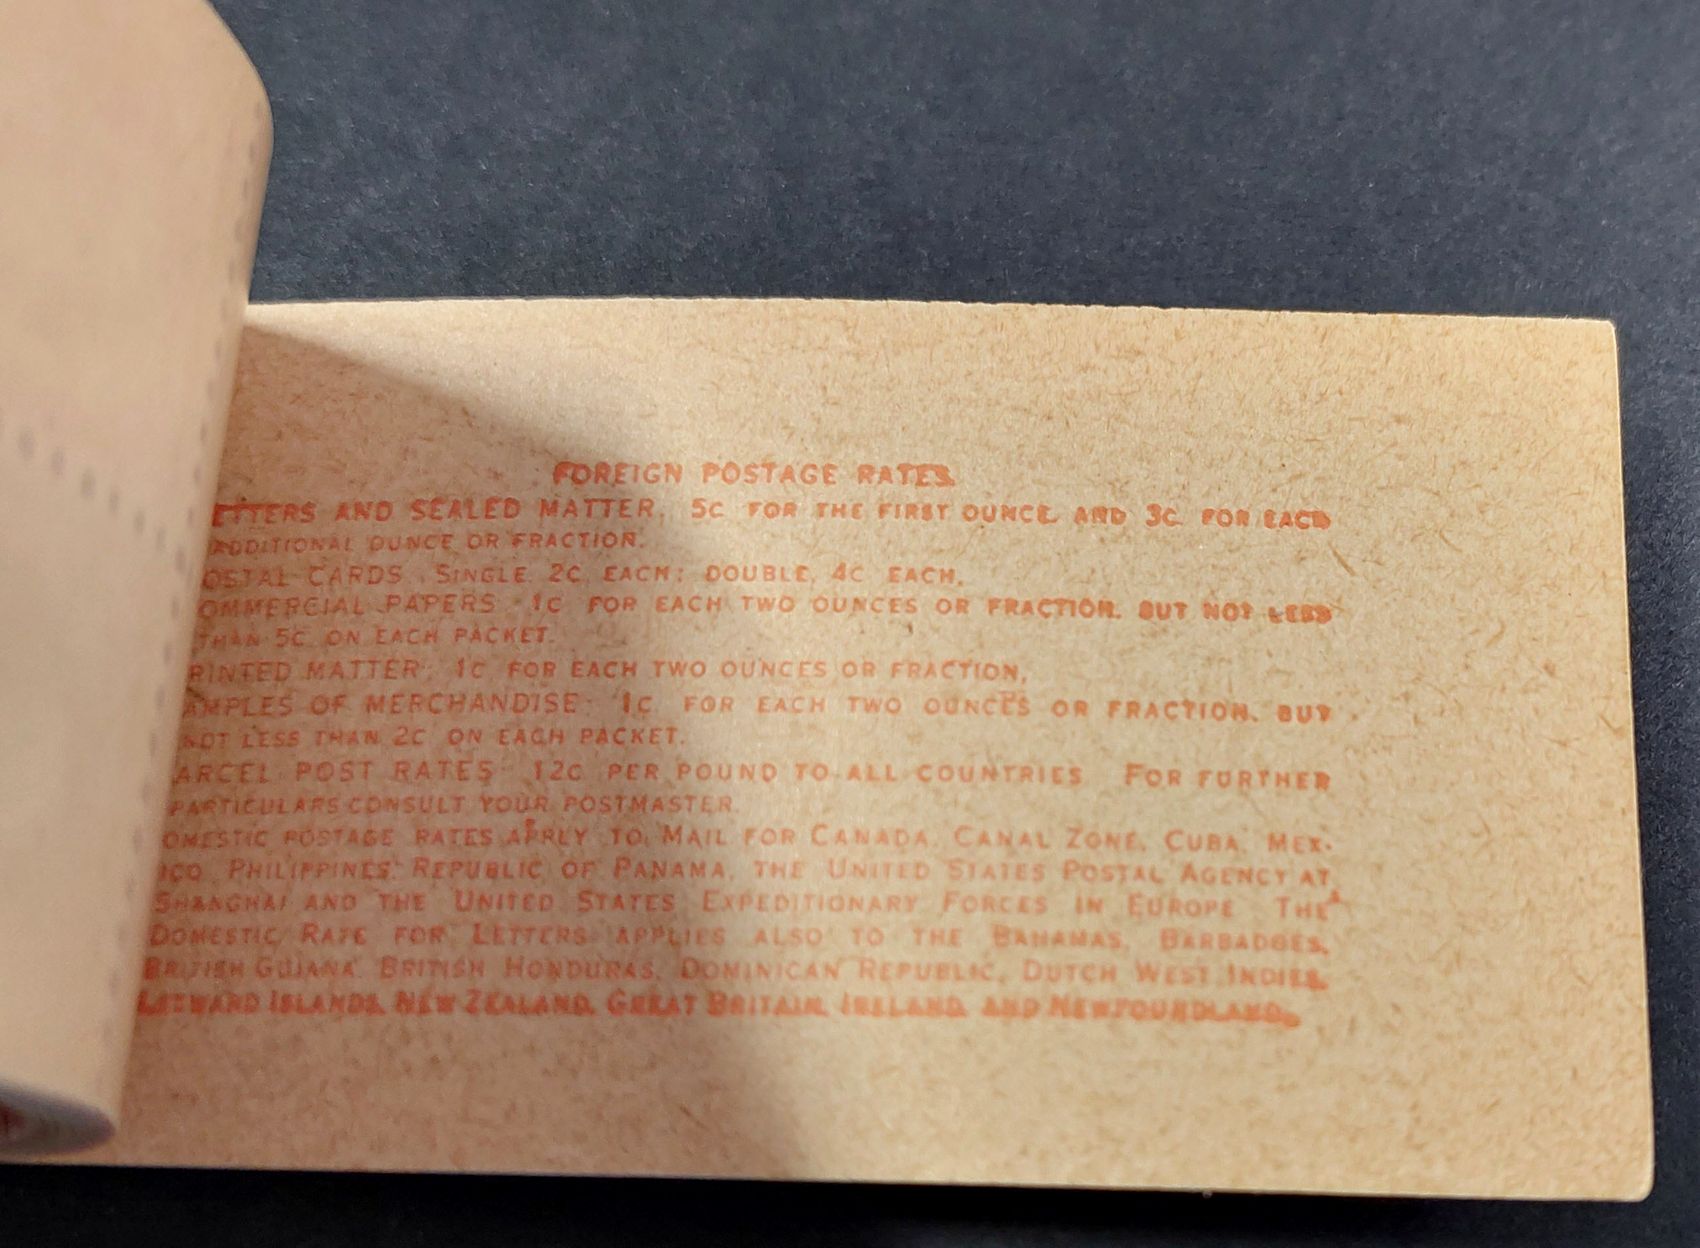 FOREIGN POSTAGE RATES.
ETTERS AND SEALED MATTER, 5C FOR THE FIRST OUNCE AND 3C FOR EACH
ADDITIONAL OUNCE OR FRACTION.
OSTAL CARDS, SINGLE, 2C. EACH; DOUBLE, 4C EACH.
OMMERCIAL PAPERS 1C FOR EACH TWO OUNCES OR FRACTION, BUT NOT LESS
THAN 5C. ON EACH PACKET.
RINTED MATTER, 1C FOR EACH TWO OUNCES OR FRACTION.
AMPLES OF MERCHANDISE 1C. FOR EACH TWO OUNCES OR FRACTION, BUT
NOT LESS THAN 2C ON EACH PACKET.
ARCEL POST RATES 12C PER POUND TO ALL COUNTRIES FOR FURTHER
PARTICULARS CONSULT YOUR POSTMASTER.
OMESTIC POSTAGE RATES APPLY TO MAIL FOR CANADA, CANAL ZONE, CUBA, MEX-
ICO, PHILIPPINES, REPUBLIC OF PANAMA, THE UNITED STATES POSTAL AGENCY AT
SHANGHAI AND THE UNITED STATES EXPEDITIONARY FORCES IN EUROPE THE
DOMESTIC RATE FOR LETTERS APPLIES ALSO TO THE BAHAMAS, BARBADOES,
BRITISH GUIANA, BRITISH HONDURAS, DOMINICAN REPUBLIC, DUTCH WEST INDIES,
LEEWARD ISLANDS, NEW ZEALAND, GREAT BRITAIN, IRELAND, AND NEWFOUNDLAND.